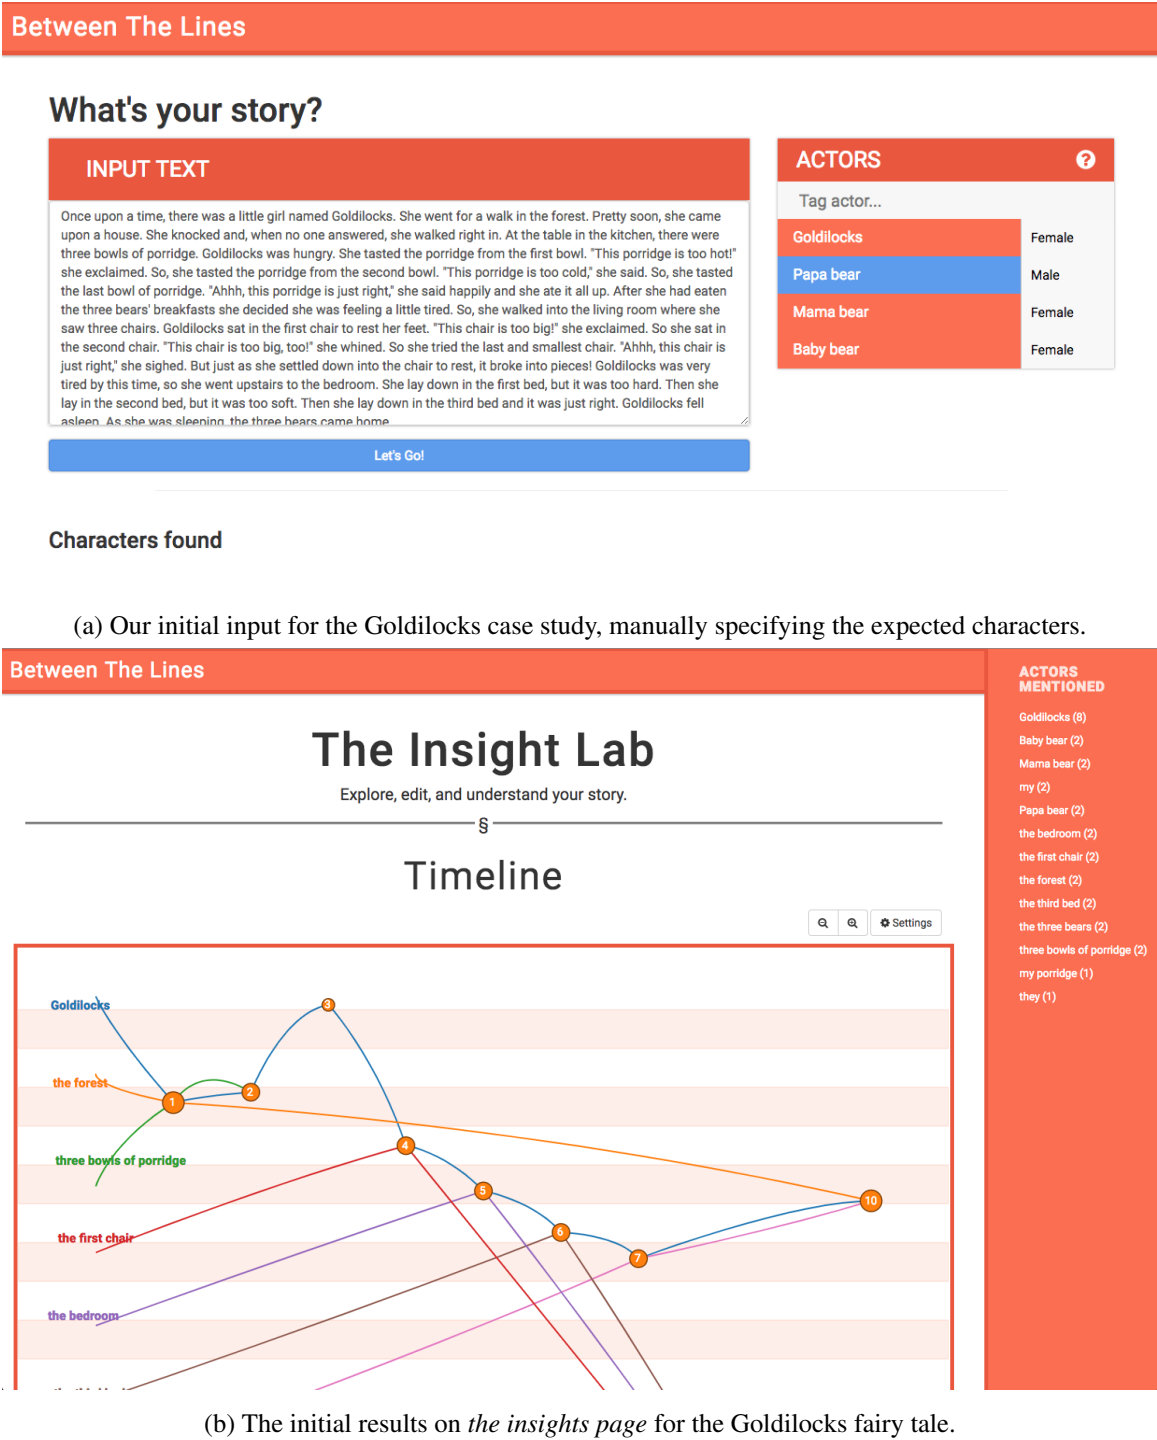 Between The Lines
What's your story?
INPUT TEXT
Once upon a time, there was a little girl named Goldilocks. She went for a walk in the forest. Pretty soon, she came
upon a house. She knocked and, when no one answered, she walked right in. At the table in the kitchen, there were
three bowls of porridge. Goldilocks was hungry. She tasted the porridge from the first bowl. "This porridge is too hot!"
she exclaimed. So, she tasted the porridge from the second bowl. "This porridge is too cold," she said. So, she tasted
the last bowl of porridge. "Ahhh, this porridge is just right," she said happily and she ate it all up. After she had eaten
the three bears' breakfasts she decided she was feeling a little tired. So, she walked into the living room where she
saw three chairs. Goldilocks sat in the first chair to rest her feet. "This chair is too big!" she exclaimed. So she sat in
the second chair. "This chair is too big, too!" she whined. So she tried the last and smallest chair. "Ahhh, this chair is
just right," she sighed. But just as she settled down into the chair to rest, it broke into pieces! Goldilocks was very
tired by this time, so she went upstairs to the bedroom. She lay down in the first bed, but it was too hard. Then she
lay in the second bed, but it was too soft. Then she lay down in the third bed and it was just right. Goldilocks fell
asleep. As she was sleeping, the three bears came home.
Let's Go!
ACTORS
?
Tag actor...
Goldilocks Female
Papa bear Male
Mama bear Female
Baby bear Female
Characters found
(a) Our initial input for the Goldilocks case study, manually specifying the expected characters.
Between The Lines
The Insight Lab
Explore, edit, and understand your story.
§
Timeline
Settings
Goldilocks
3
the forest
2
1
three bowls of porridge
4
5
10
the first chair
6
7
the bedroom
ACTORS
MENTIONED
Goldilocks (8)
Baby bear (2)
Mama bear (2)
my (2)
Papa bear (2)
the bedroom (2)
the first chair (2)
the forest (2)
the third bed (2)
the three bears (2)
three bowls of porridge (2)
my porridge (1)
they (1)
(b) The initial results on the insights page for the Goldilocks fairy tale.